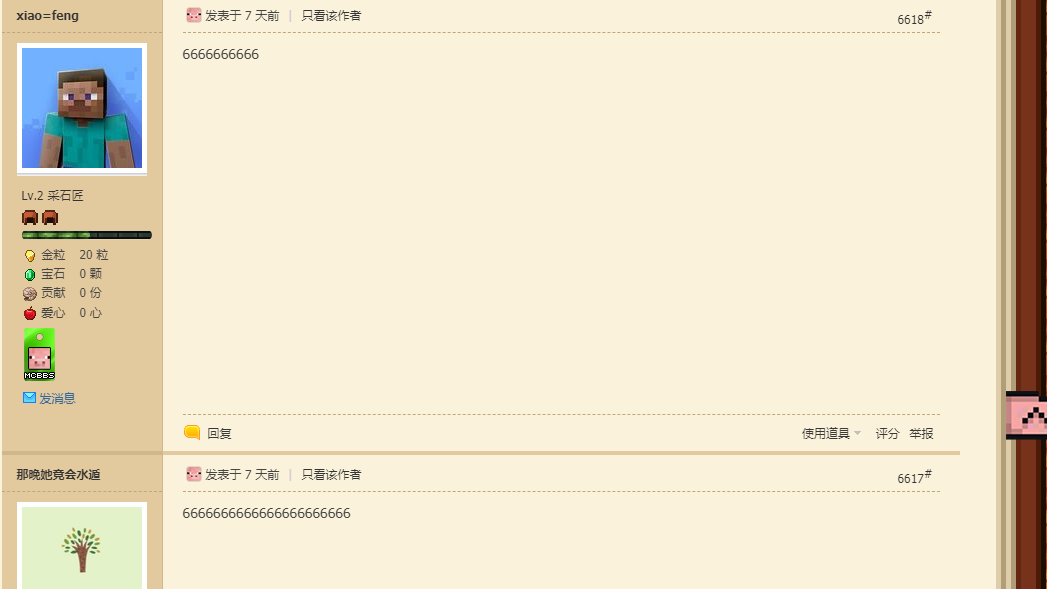 xiao=feng
发表于 7 天前 | 只看该作者
6618#
6666666666
Lv.2 采石匠
金粒 20 粒
宝石 0 颗
贡献 0 份
爱心 0 心
MCBBS
发消息
回复
使用道具 评分 举报
那晚她竟会水遁
发表于 7 天前 | 只看该作者
6617#
6666666666666666666666